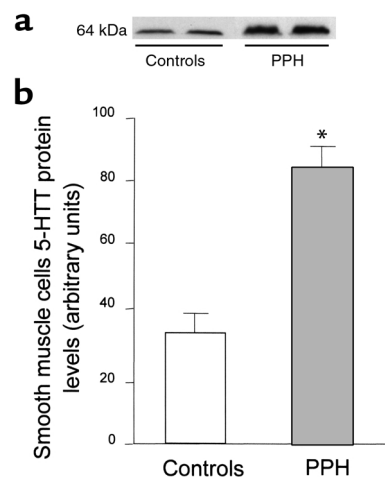 a
64 kDa
Controls PPH
b
Smooth muscle cells 5-HTT protein
levels (arbitrary units)
100
80
60
40
20
0
*
Controls PPH